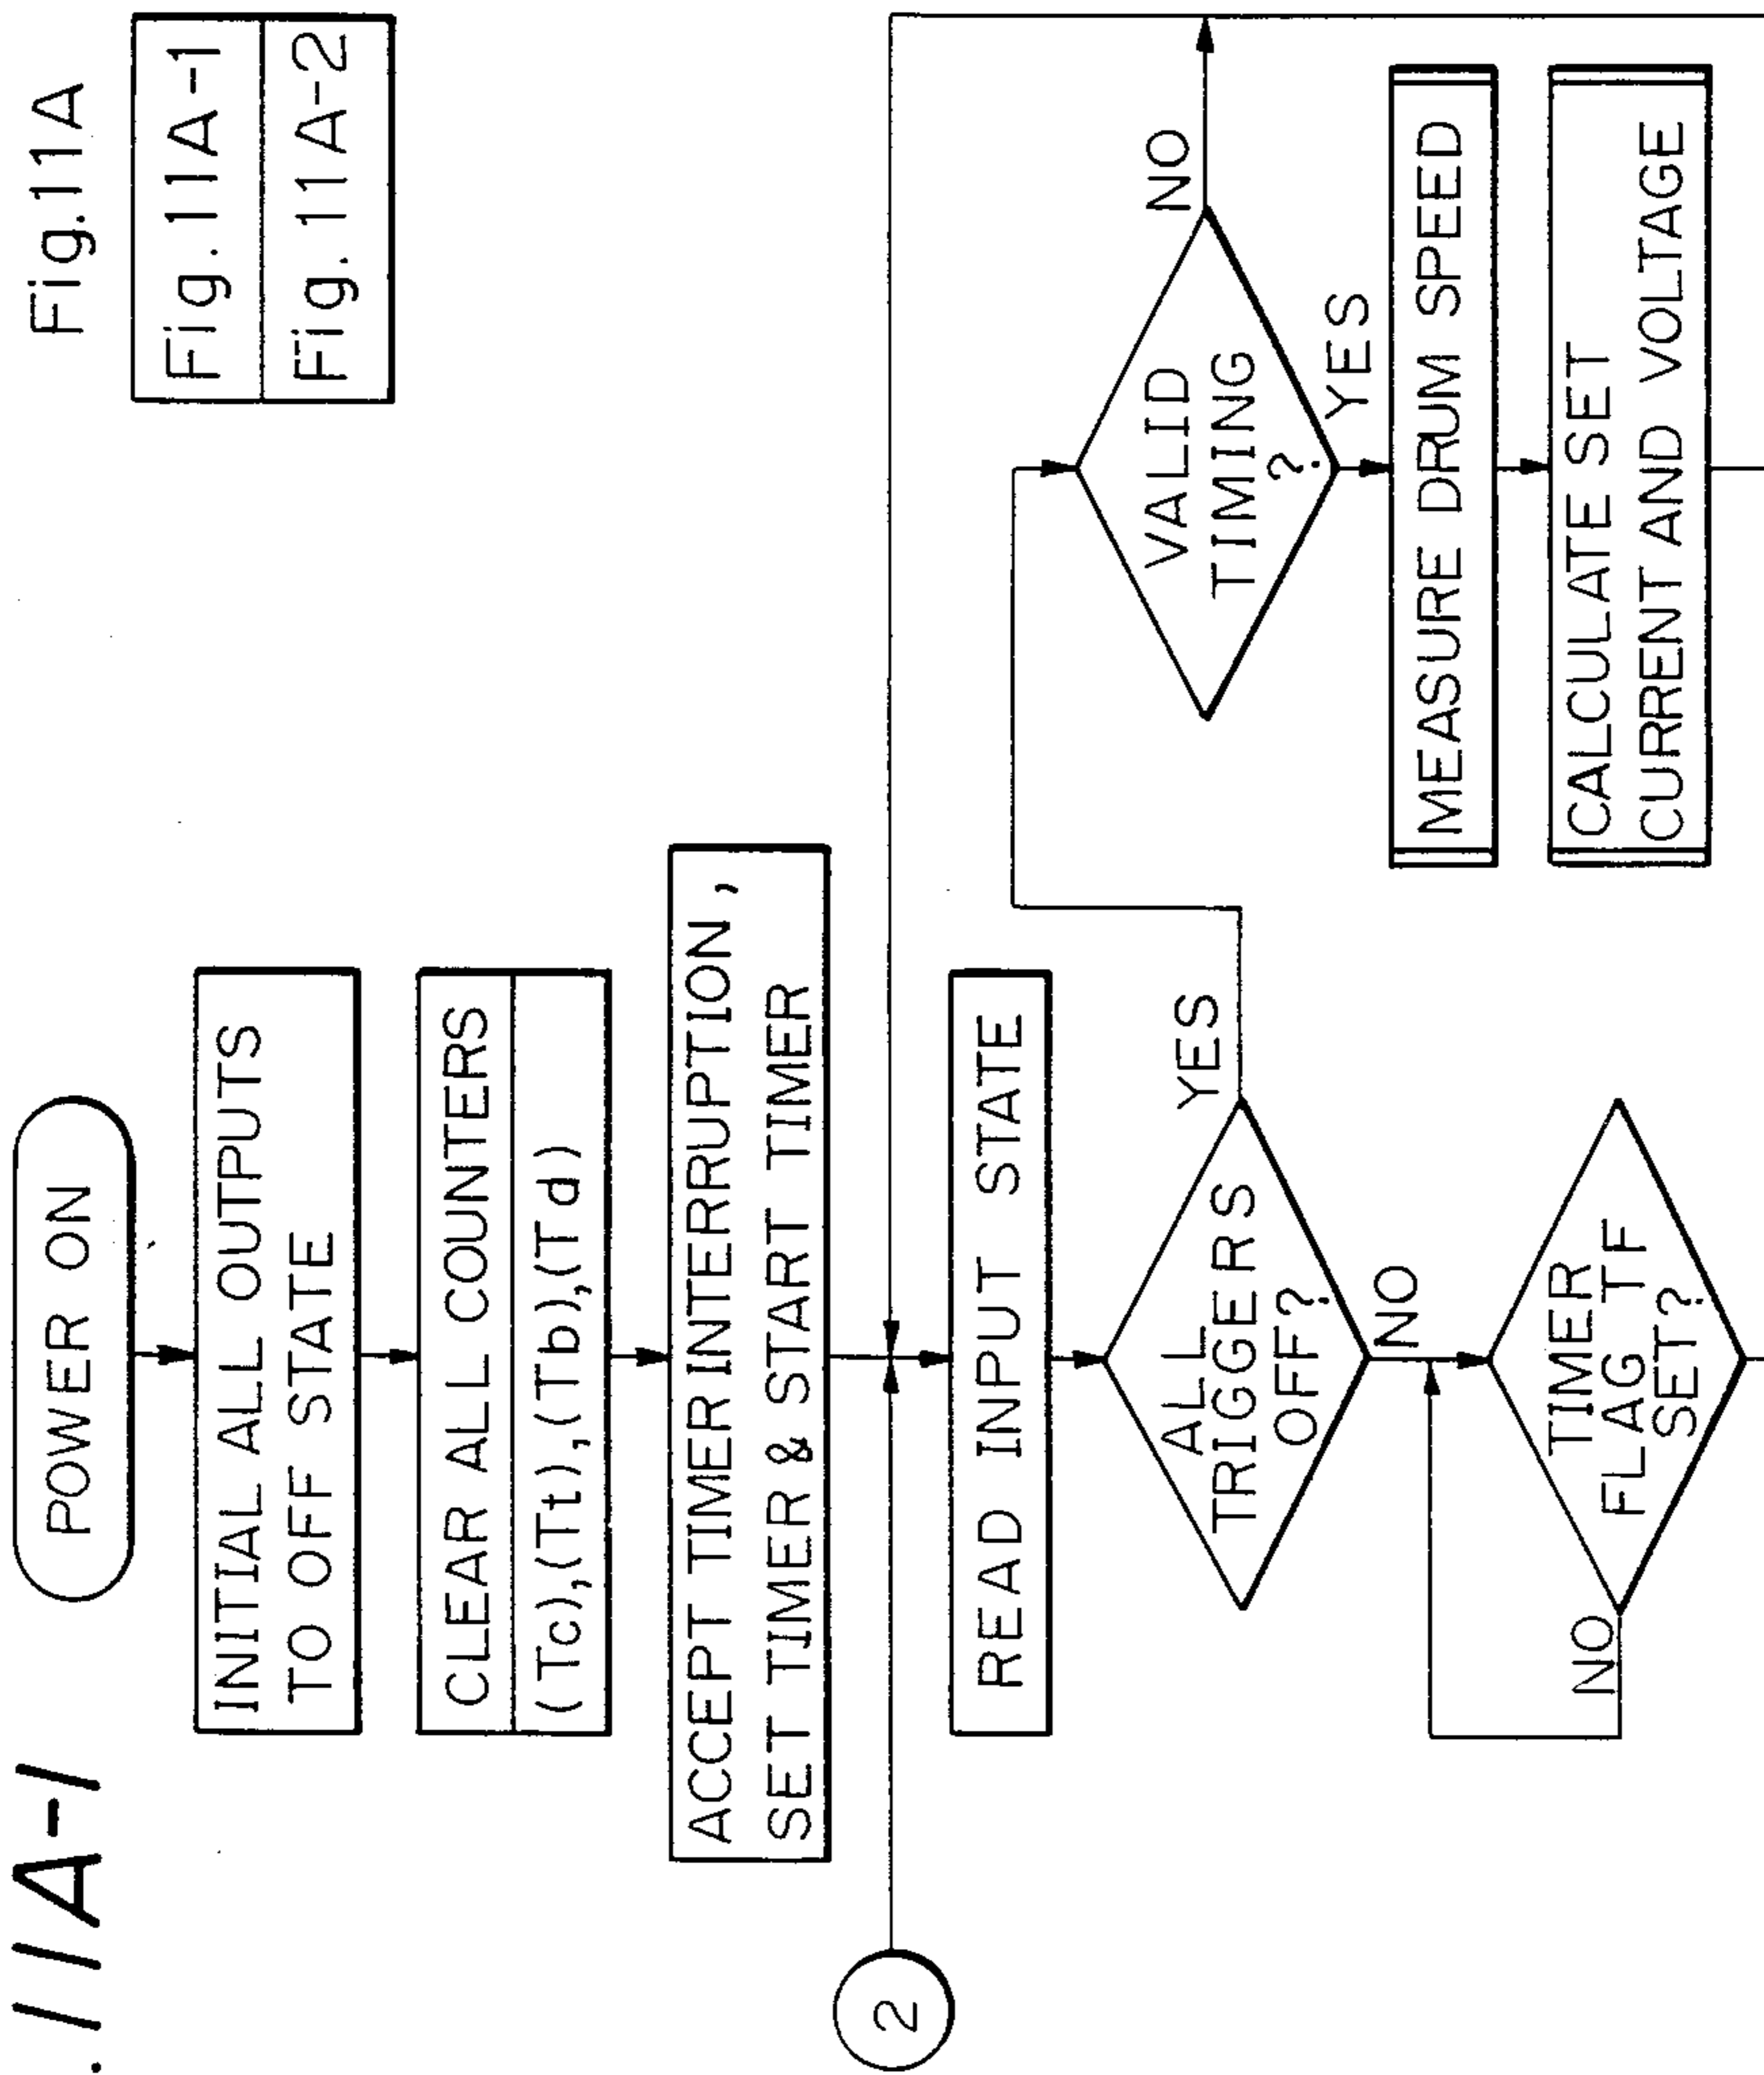 . 11A-1
Fig.11A
Fig.11A-1
Fig.11A-2
POWER ON
INITIAL ALL OUTPUTS
TO OFF STATE
CLEAR ALL COUNTERS
(Tc),(Tt),(Tb),(Td)
ACCEPT TIMER INTERRUPTION,
SET TIMER & START TIMER
2
READ INPUT STATE
ALL
TRIGGERS
OFF?
YES
NO
TIMER
FLAG TF
SET?
NO
VALID
TIMING
?
NO
YES
MEASURE DRUM SPEED
CALCULATE SET
CURRENT AND VOLTAGE